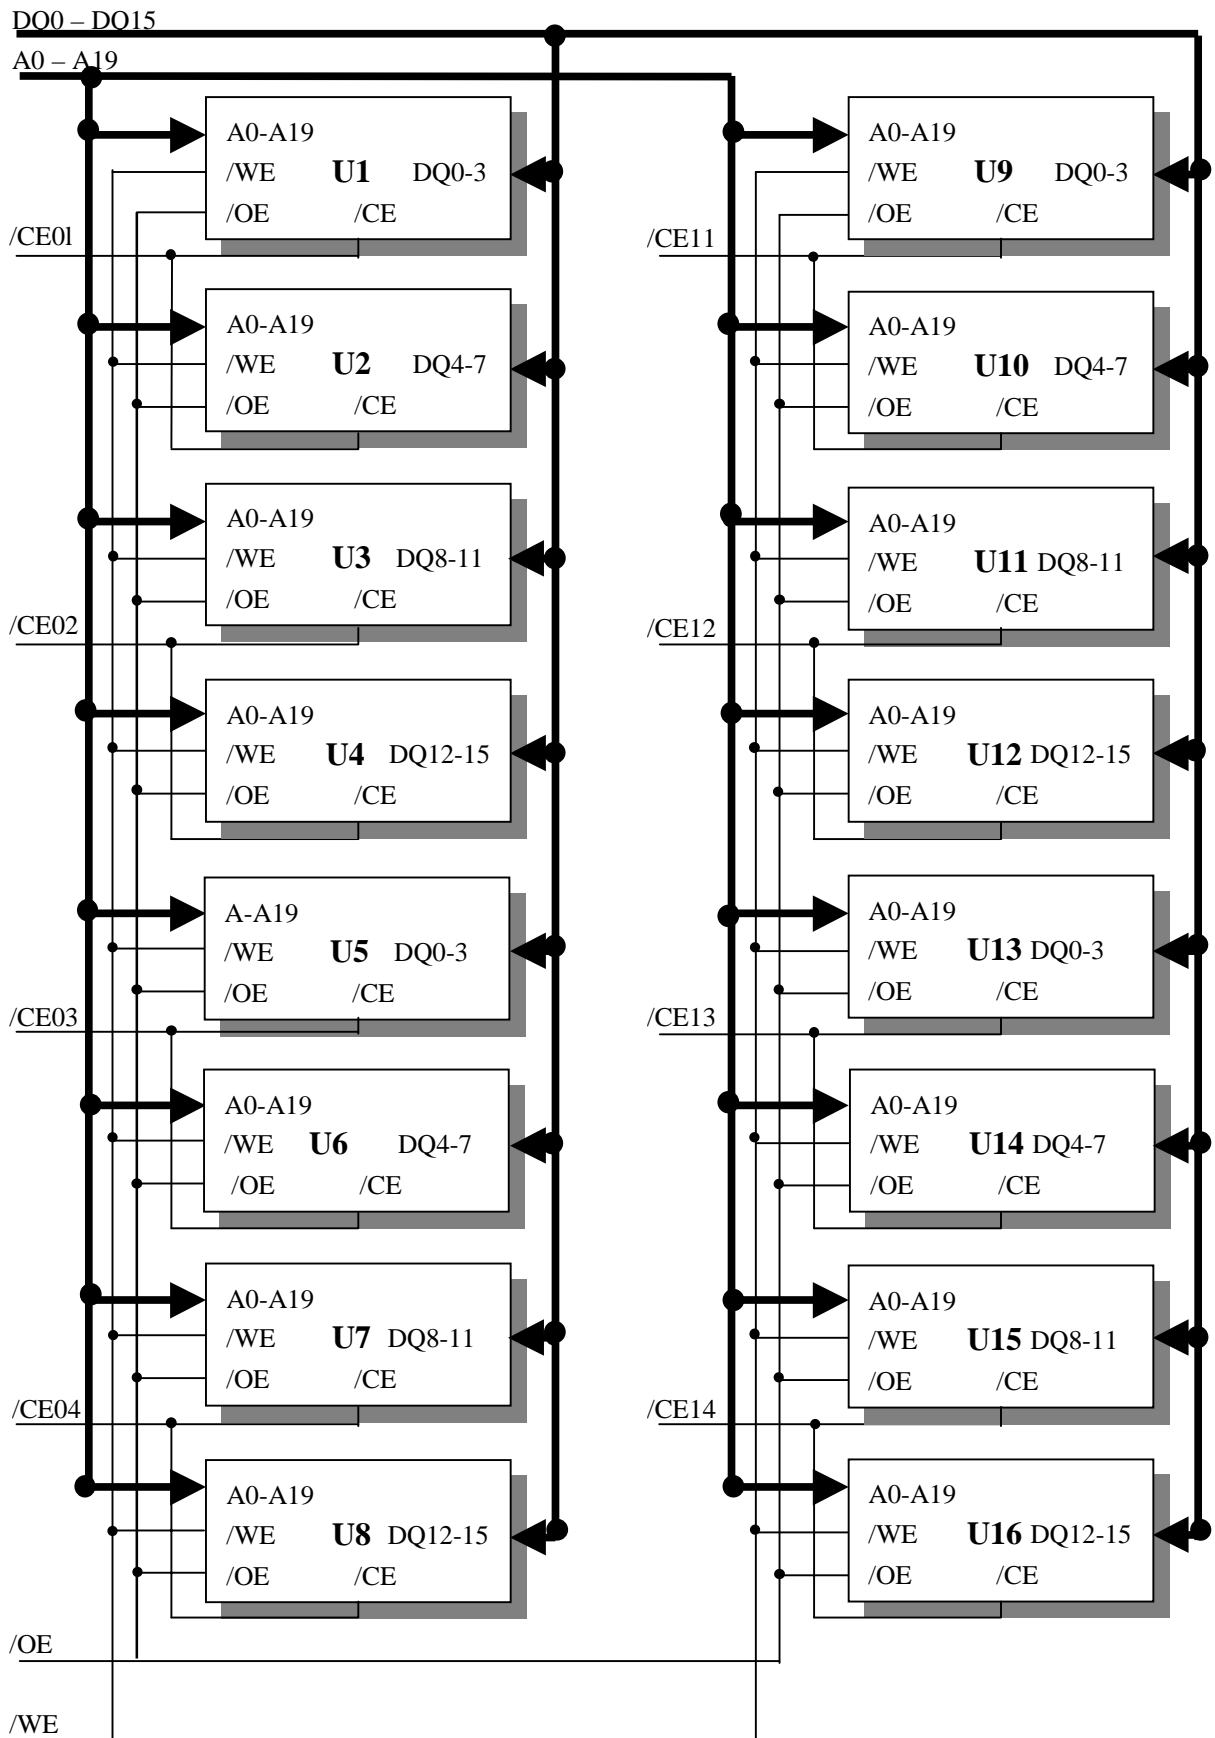 DQ0 – DQ15
A0 – A19
A0-A19
/WE U1 DQ0-3
/OE /CE
/CE0l
A0-A19
/WE U2 DQ4-7
/OE /CE
A0-A19
/WE U3 DQ8-11
/OE /CE
/CE02
A0-A19
/WE U4 DQ12-15
/OE /CE
A-A19
/WE U5 DQ0-3
/OE /CE
/CE03
A0-A19
/WE U6 DQ4-7
/OE /CE
A0-A19
/WE U7 DQ8-11
/OE /CE
/CE04
A0-A19
/WE U8 DQ12-15
/OE /CE
A0-A19
/WE U9 DQ0-3
/OE /CE
/CE11
A0-A19
/WE U10 DQ4-7
/OE /CE
A0-A19
/WE U11 DQ8-11
/OE /CE
/CE12
A0-A19
/WE U12 DQ12-15
/OE /CE
A0-A19
/WE U13 DQ0-3
/OE /CE
/CE13
A0-A19
/WE U14 DQ4-7
/OE /CE
A0-A19
/WE U15 DQ8-11
/OE /CE
/CE14
A0-A19
/WE U16 DQ12-15
/OE /CE
/OE
/WE